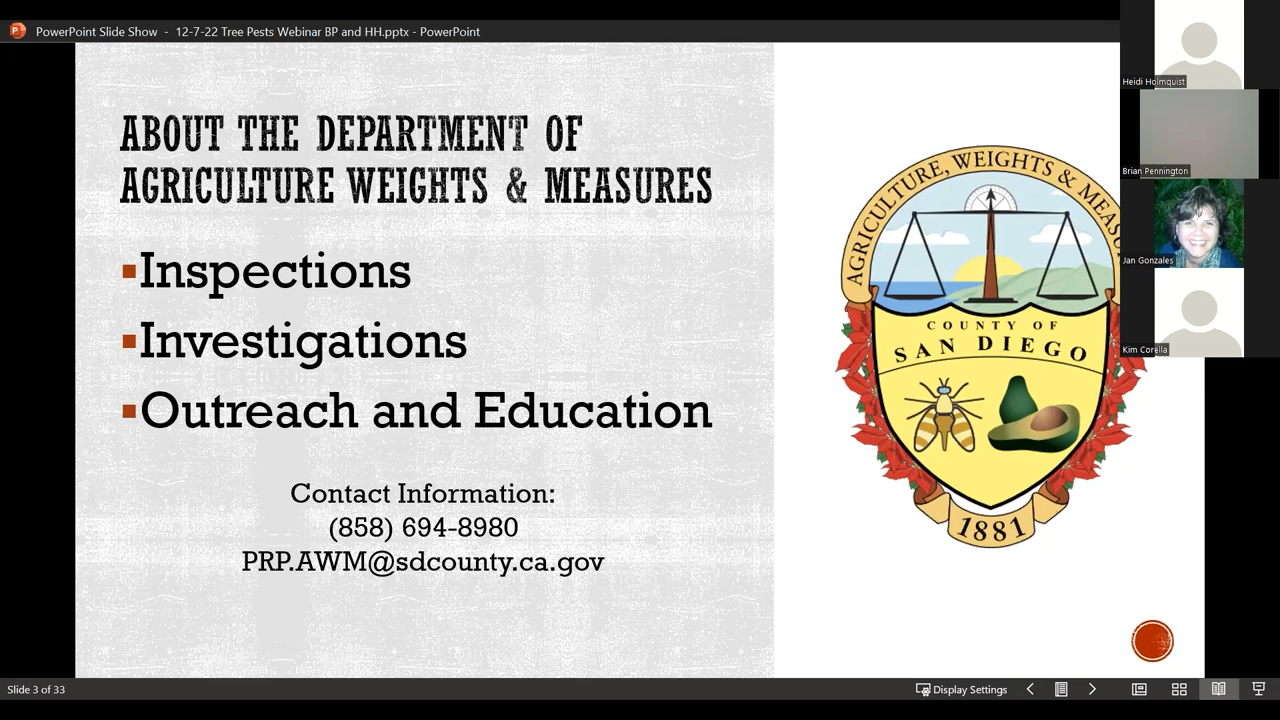 PowerPoint Slide Show - 12-7-22 Tree Pests Webinar BP and HH.pptx - PowerPoint
Heidi Holmquist
Brian Pennington
Jan Gonzales
Kim Corella
ABOUT THE DEPARTMENT OF
AGRICULTURE WEIGHTS & MEASURES
▪Inspections
▪Investigations
▪Outreach and Education
Contact Information:
(858) 694-8980
PRP.AWM@sdcounty.ca.gov
AGRICULTURE, WEIGHTS & MEASU
COUNTY OF
SAN DIEGO
1881
Slide 3 of 33
Display Settings